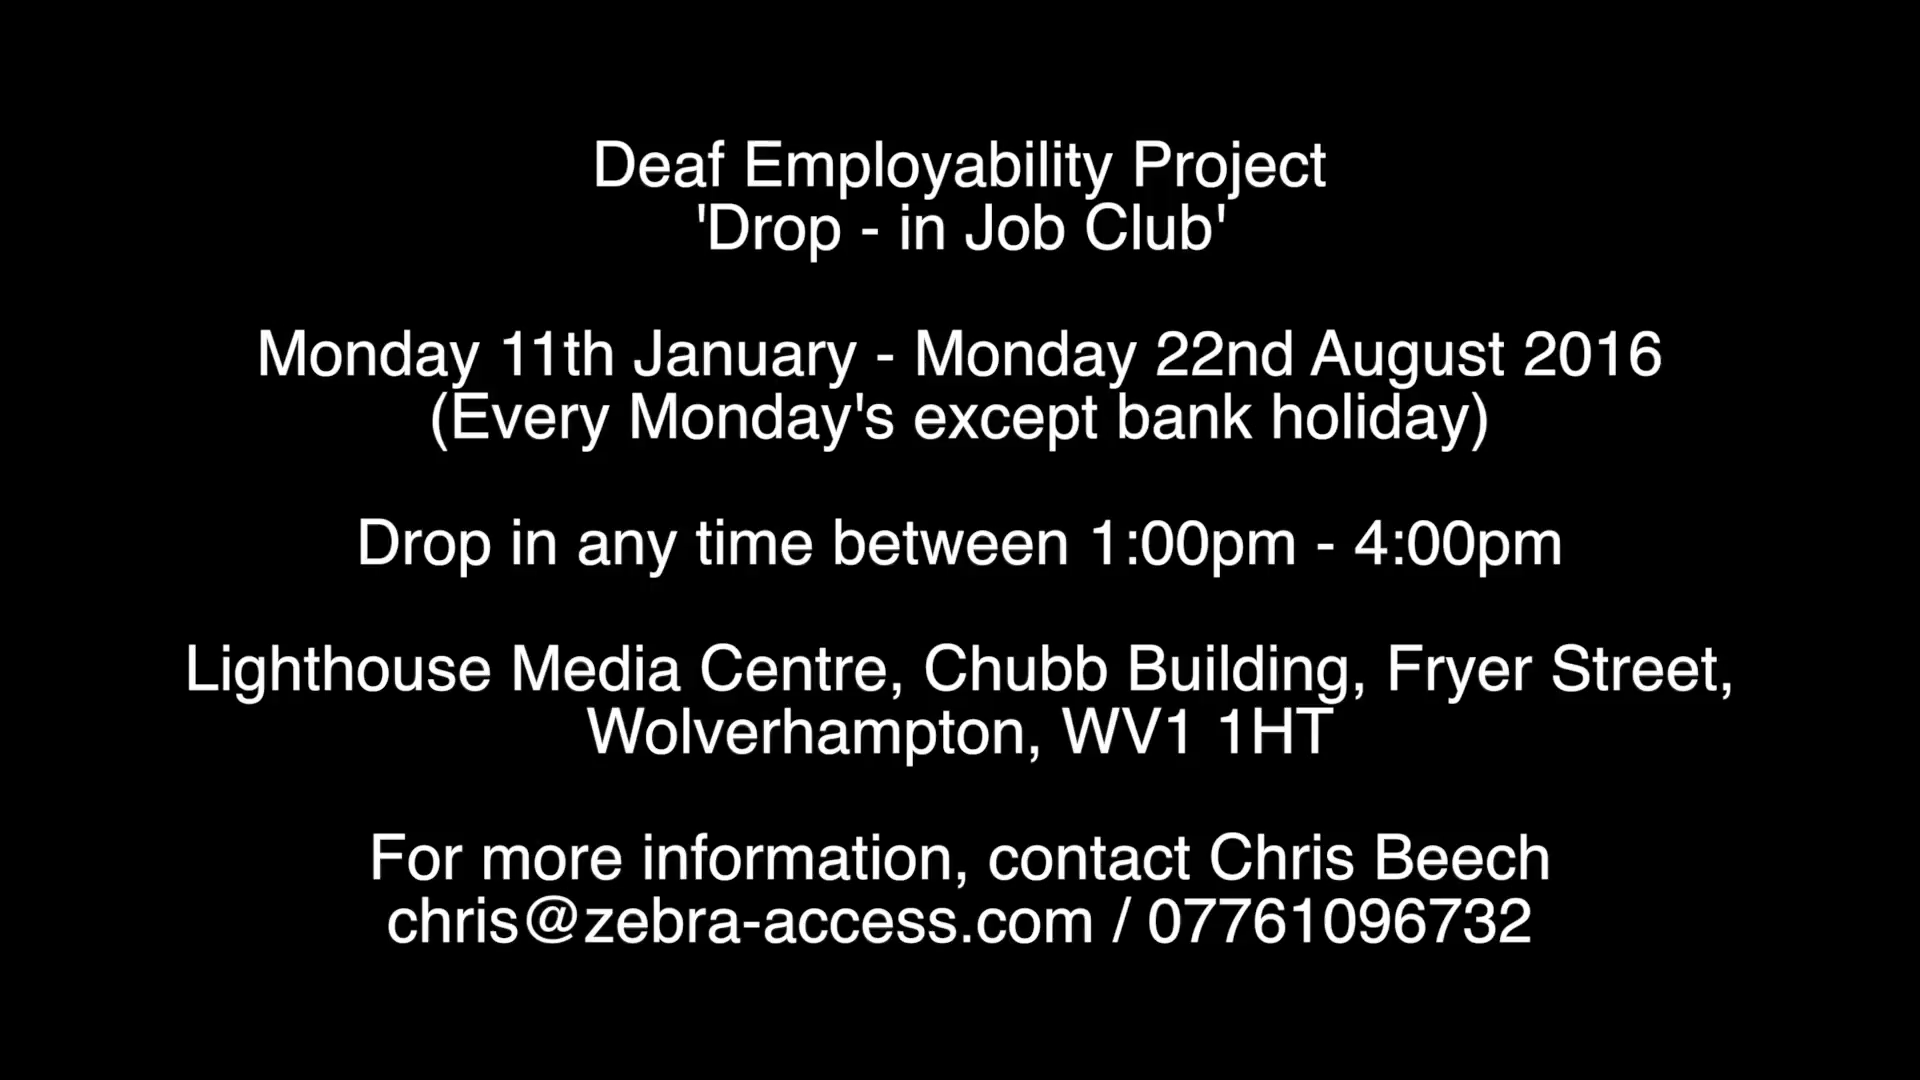 Deaf Employability Project
'Drop - in Job Club'
Monday 11th January - Monday 22nd August 2016
(Every Monday's except bank holiday)
Drop in any time between 1:00pm - 4:00pm
Lighthouse Media Centre, Chubb Building, Fryer Street,
Wolverhampton, WV1 1HT
For more information, contact Chris Beech
chris@zebra-access.com / 07761096732